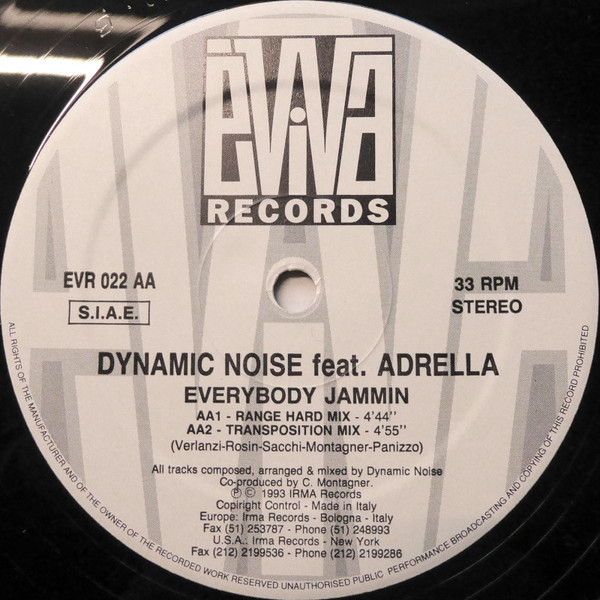 eViva
RECORDS
EVR 022 AA
S.I.A.E.
33 RPM
STEREO
DYNAMIC NOISE feat. ADRELLA
EVERYBODY JAMMIN
AA1 - RANGE HARD MIX - 4'44''
AA2 - TRANSPOSITION MIX - 4'55''
(Verlanzi-Rosin-Sacchi-Montagner-Panizzo)
All tracks composed, arranged & mixed by Dynamic Noise
Co-produced by C. Montagner.
Ⓟ © 1993 IRMA Records
Copiright Control - Made in Italy
Europe: Irma Records - Bologna - Italy
Fax (51) 253787 - Phone (51) 248993
U.S.A.: Irma Records - New York
Fax (212) 2199536 - Phone (212) 2199286
ALL RIGHTS OF THE MANUFACTURER AND OF THE OWNER OF THE RECORDED WORK RESERVED UNAUTHORISED PUBLIC PERFORMANCE BROADCASTING AND COPYING OF THIS RECORD PROHIBITED